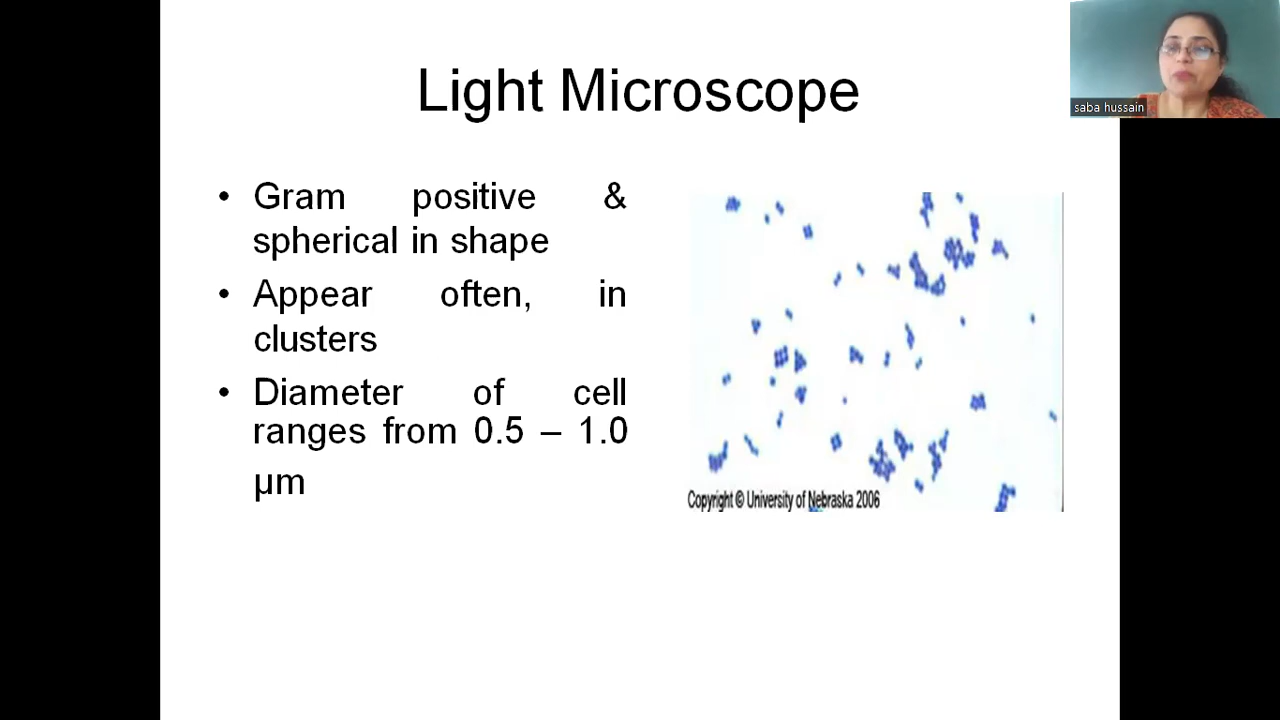 Light Microscope
saba hussain
• Gram positive &
spherical in shape
• Appear often, in
clusters
• Diameter of cell
ranges from 0.5 – 1.0
µm
Copyright © University of Nebraska 2006